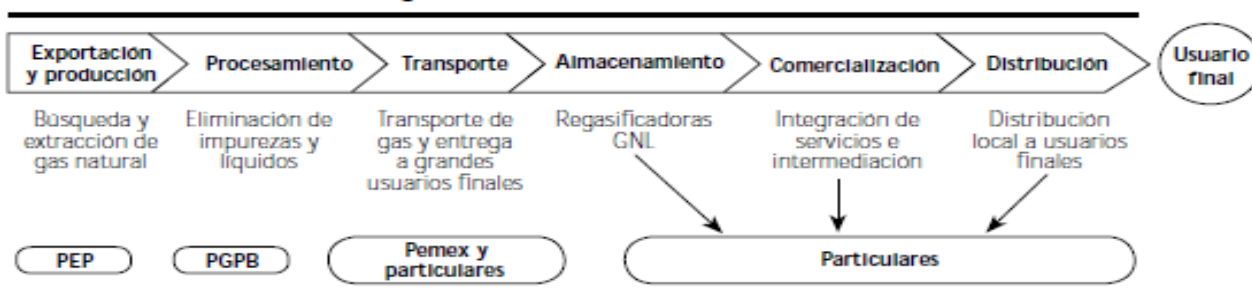 Exportación
y producción
Procesamiento
Transporte
Almacenamiento
Comercialización
Distribución
Usuario
final
Búsqueda y
extracción de
gas natural
Eliminación de
impurezas y
líquidos
Transporte de
gas y entrega
a grandes
usuarios finales
Regasificadoras
GNL
Integración de
servicios e
intermediación
Distribución
local a usuarios
finales
PEP
PGPB
Pemex y
particulares
Particulares